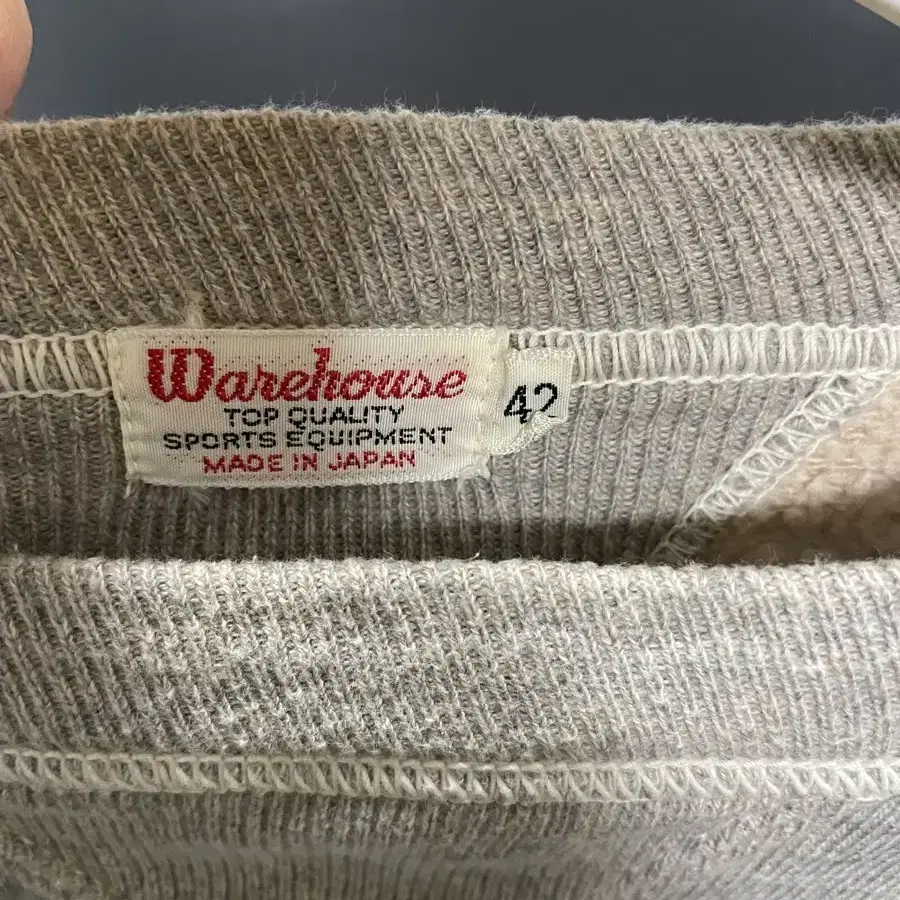 Warehouse
TOP QUALITY
SPORTS EQUIPMENT
MADE IN JAPAN
42